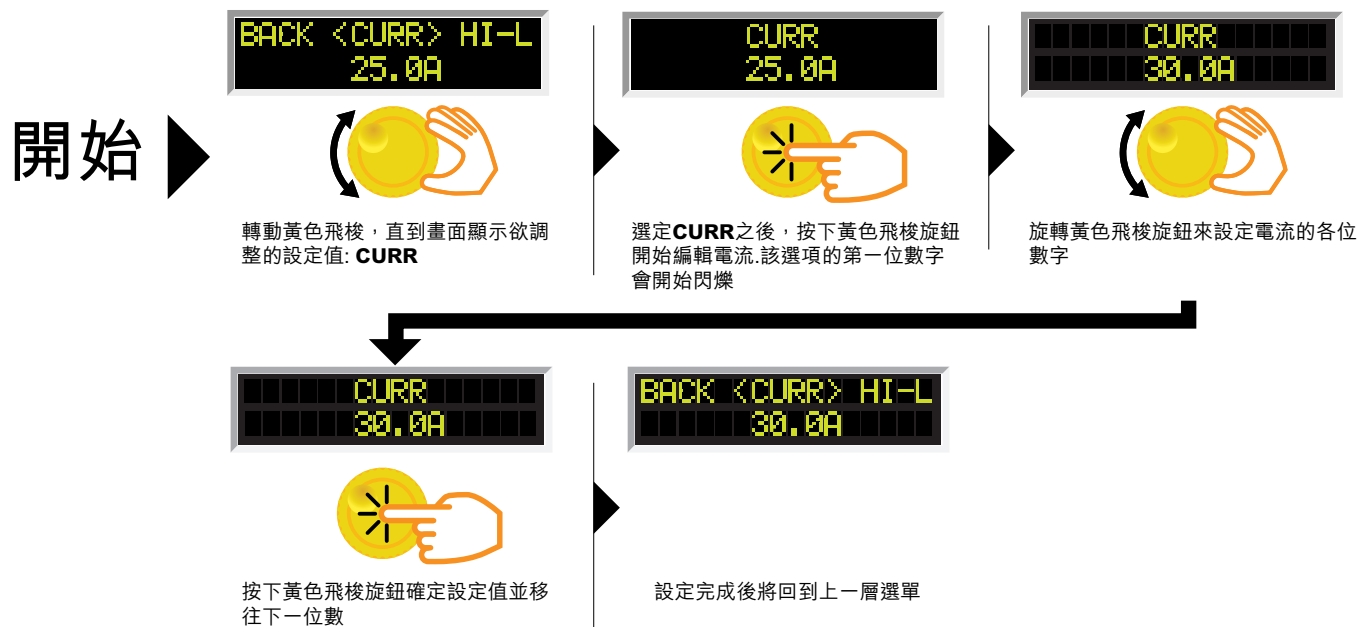 開始
BACK <CURR> HI-L
25.0A
轉動黃色飛梭，直到畫面顯示欲調
整的設定值: CURR
CURR
25.0A
選定CURR之後，按下黃色飛梭旋鈕
開始編輯電流.該選項的第一位數字
會開始閃爍
CURR
30.0A
旋轉黃色飛梭旋鈕來設定電流的各位
數字
CURR
30.0A
按下黃色飛梭旋鈕確定設定值並移
往下一位數
BACK <CURR> HI-L
30.0A
設定完成後將回到上一層選單